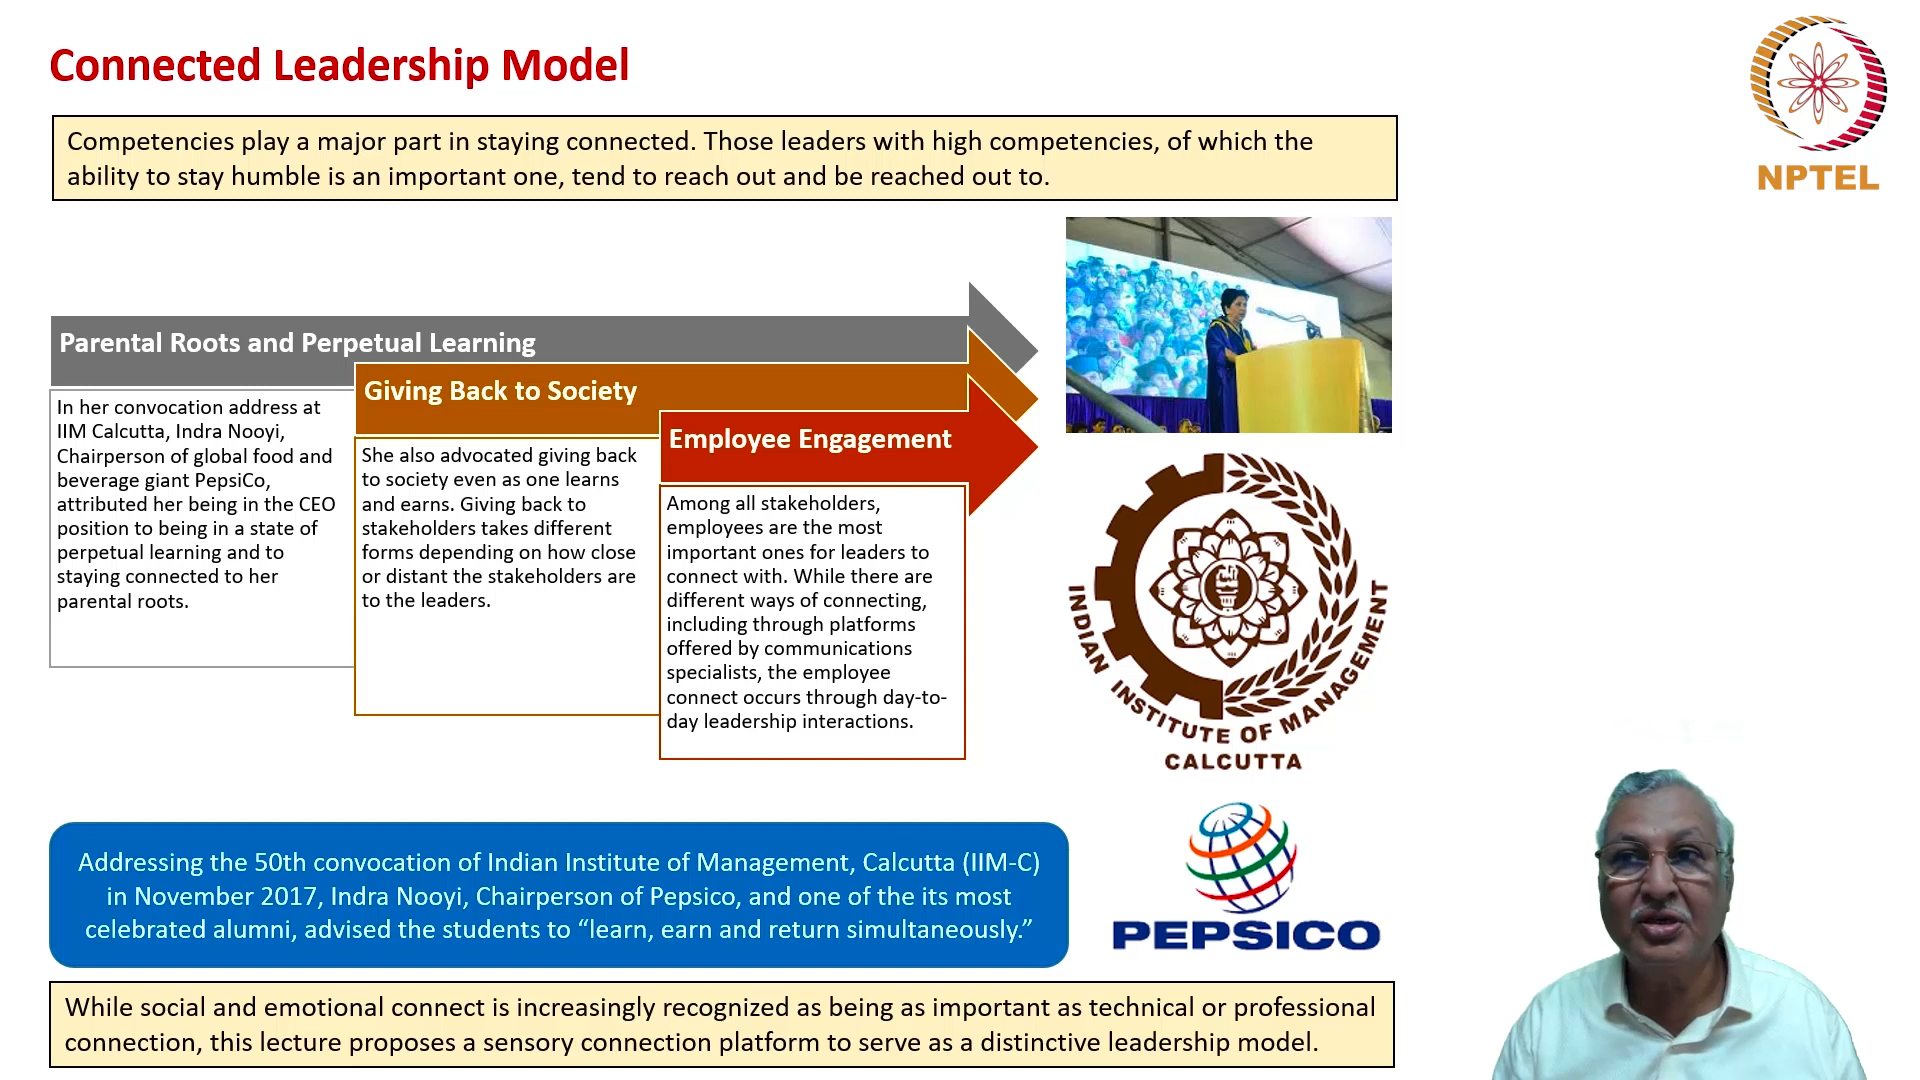 Connected Leadership Model
NPTEL
Competencies play a major part in staying connected. Those leaders with high competencies, of which the
ability to stay humble is an important one, tend to reach out and be reached out to.
Parental Roots and Perpetual Learning
In her convocation address at
IIM Calcutta, Indra Nooyi,
Chairperson of global food and
beverage giant PepsiCo,
attributed her being in the CEO
position to being in a state of
perpetual learning and to
staying connected to her
parental roots.
Giving Back to Society
She also advocated giving back
to society even as one learns
and earns. Giving back to
stakeholders takes different
forms depending on how close
or distant the stakeholders are
to the leaders.
Employee Engagement
Among all stakeholders,
employees are the most
important ones for leaders to
connect with. While there are
different ways of connecting,
including through platforms
offered by communications
specialists, the employee
connect occurs through day-to-
day leadership interactions.
INDIAN INSTITUTE OF MANAGEMENT
CALCUTTA
Addressing the 50th convocation of Indian Institute of Management, Calcutta (IIM-C)
in November 2017, Indra Nooyi, Chairperson of Pepsico, and one of the its most
celebrated alumni, advised the students to “learn, earn and return simultaneously.”
PEPSICO
While social and emotional connect is increasingly recognized as being as important as technical or professional
connection, this lecture proposes a sensory connection platform to serve as a distinctive leadership model.